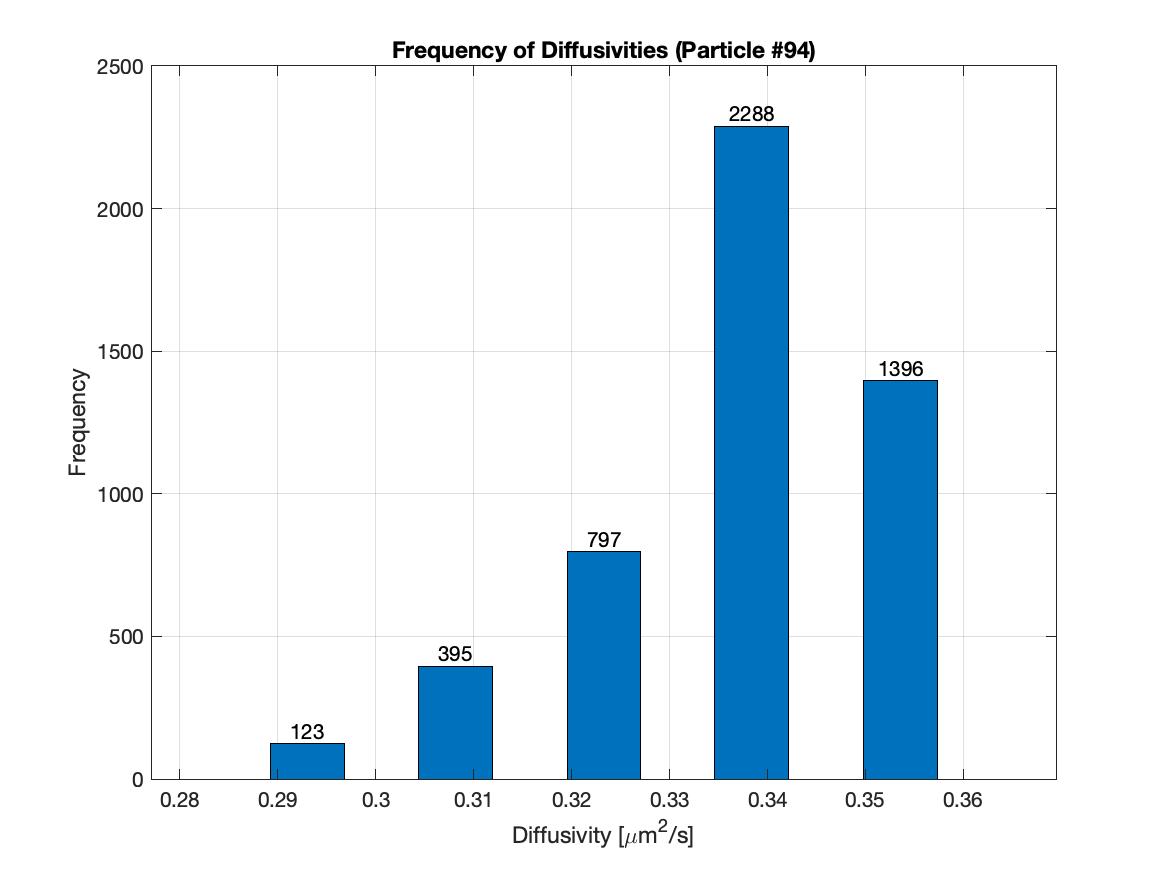 Frequency of Diffusivities (Particle #94)
2500
2000
1500
1000
500
0
Frequency
123
395
797
2288
1396
0.28 0.29 0.3 0.31 0.32 0.33 0.34 0.35 0.36
Diffusivity [μm²/s]